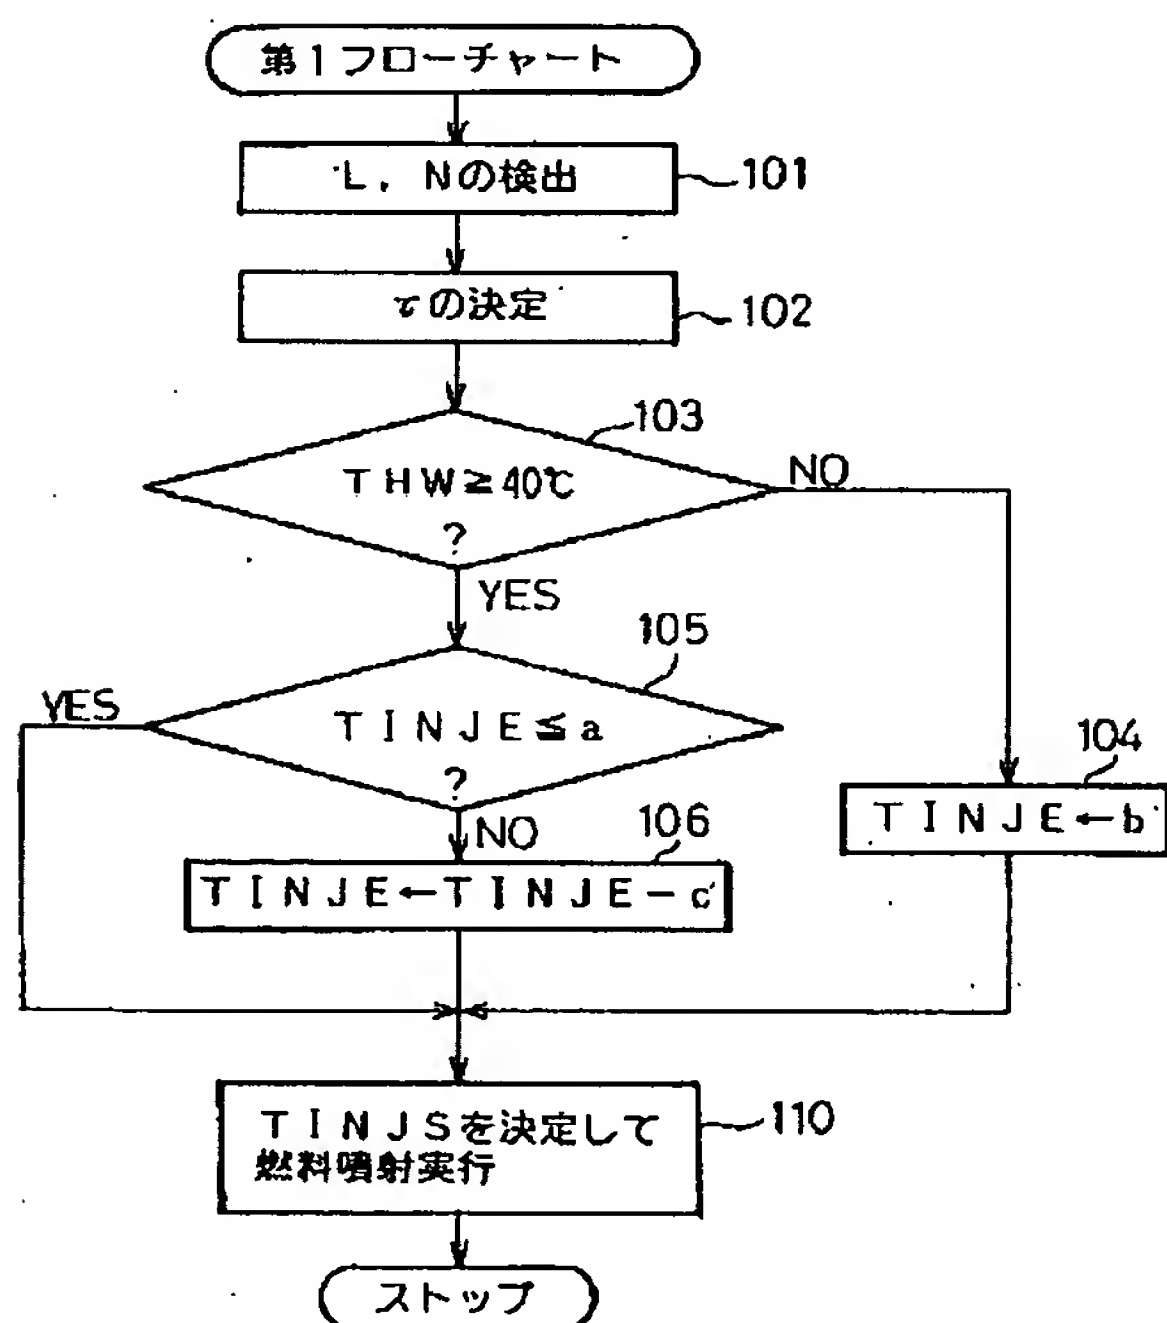 第1フローチャート
L, Nの検出
101
τの決定
102
103
THW≧40℃
?
NO
YES
105
YES
TINJE≦a
?
104
TINJE←b
NO
106
TINJE←TINJE-c
TINJSを決定して
燃料噴射実行
110
ストップ